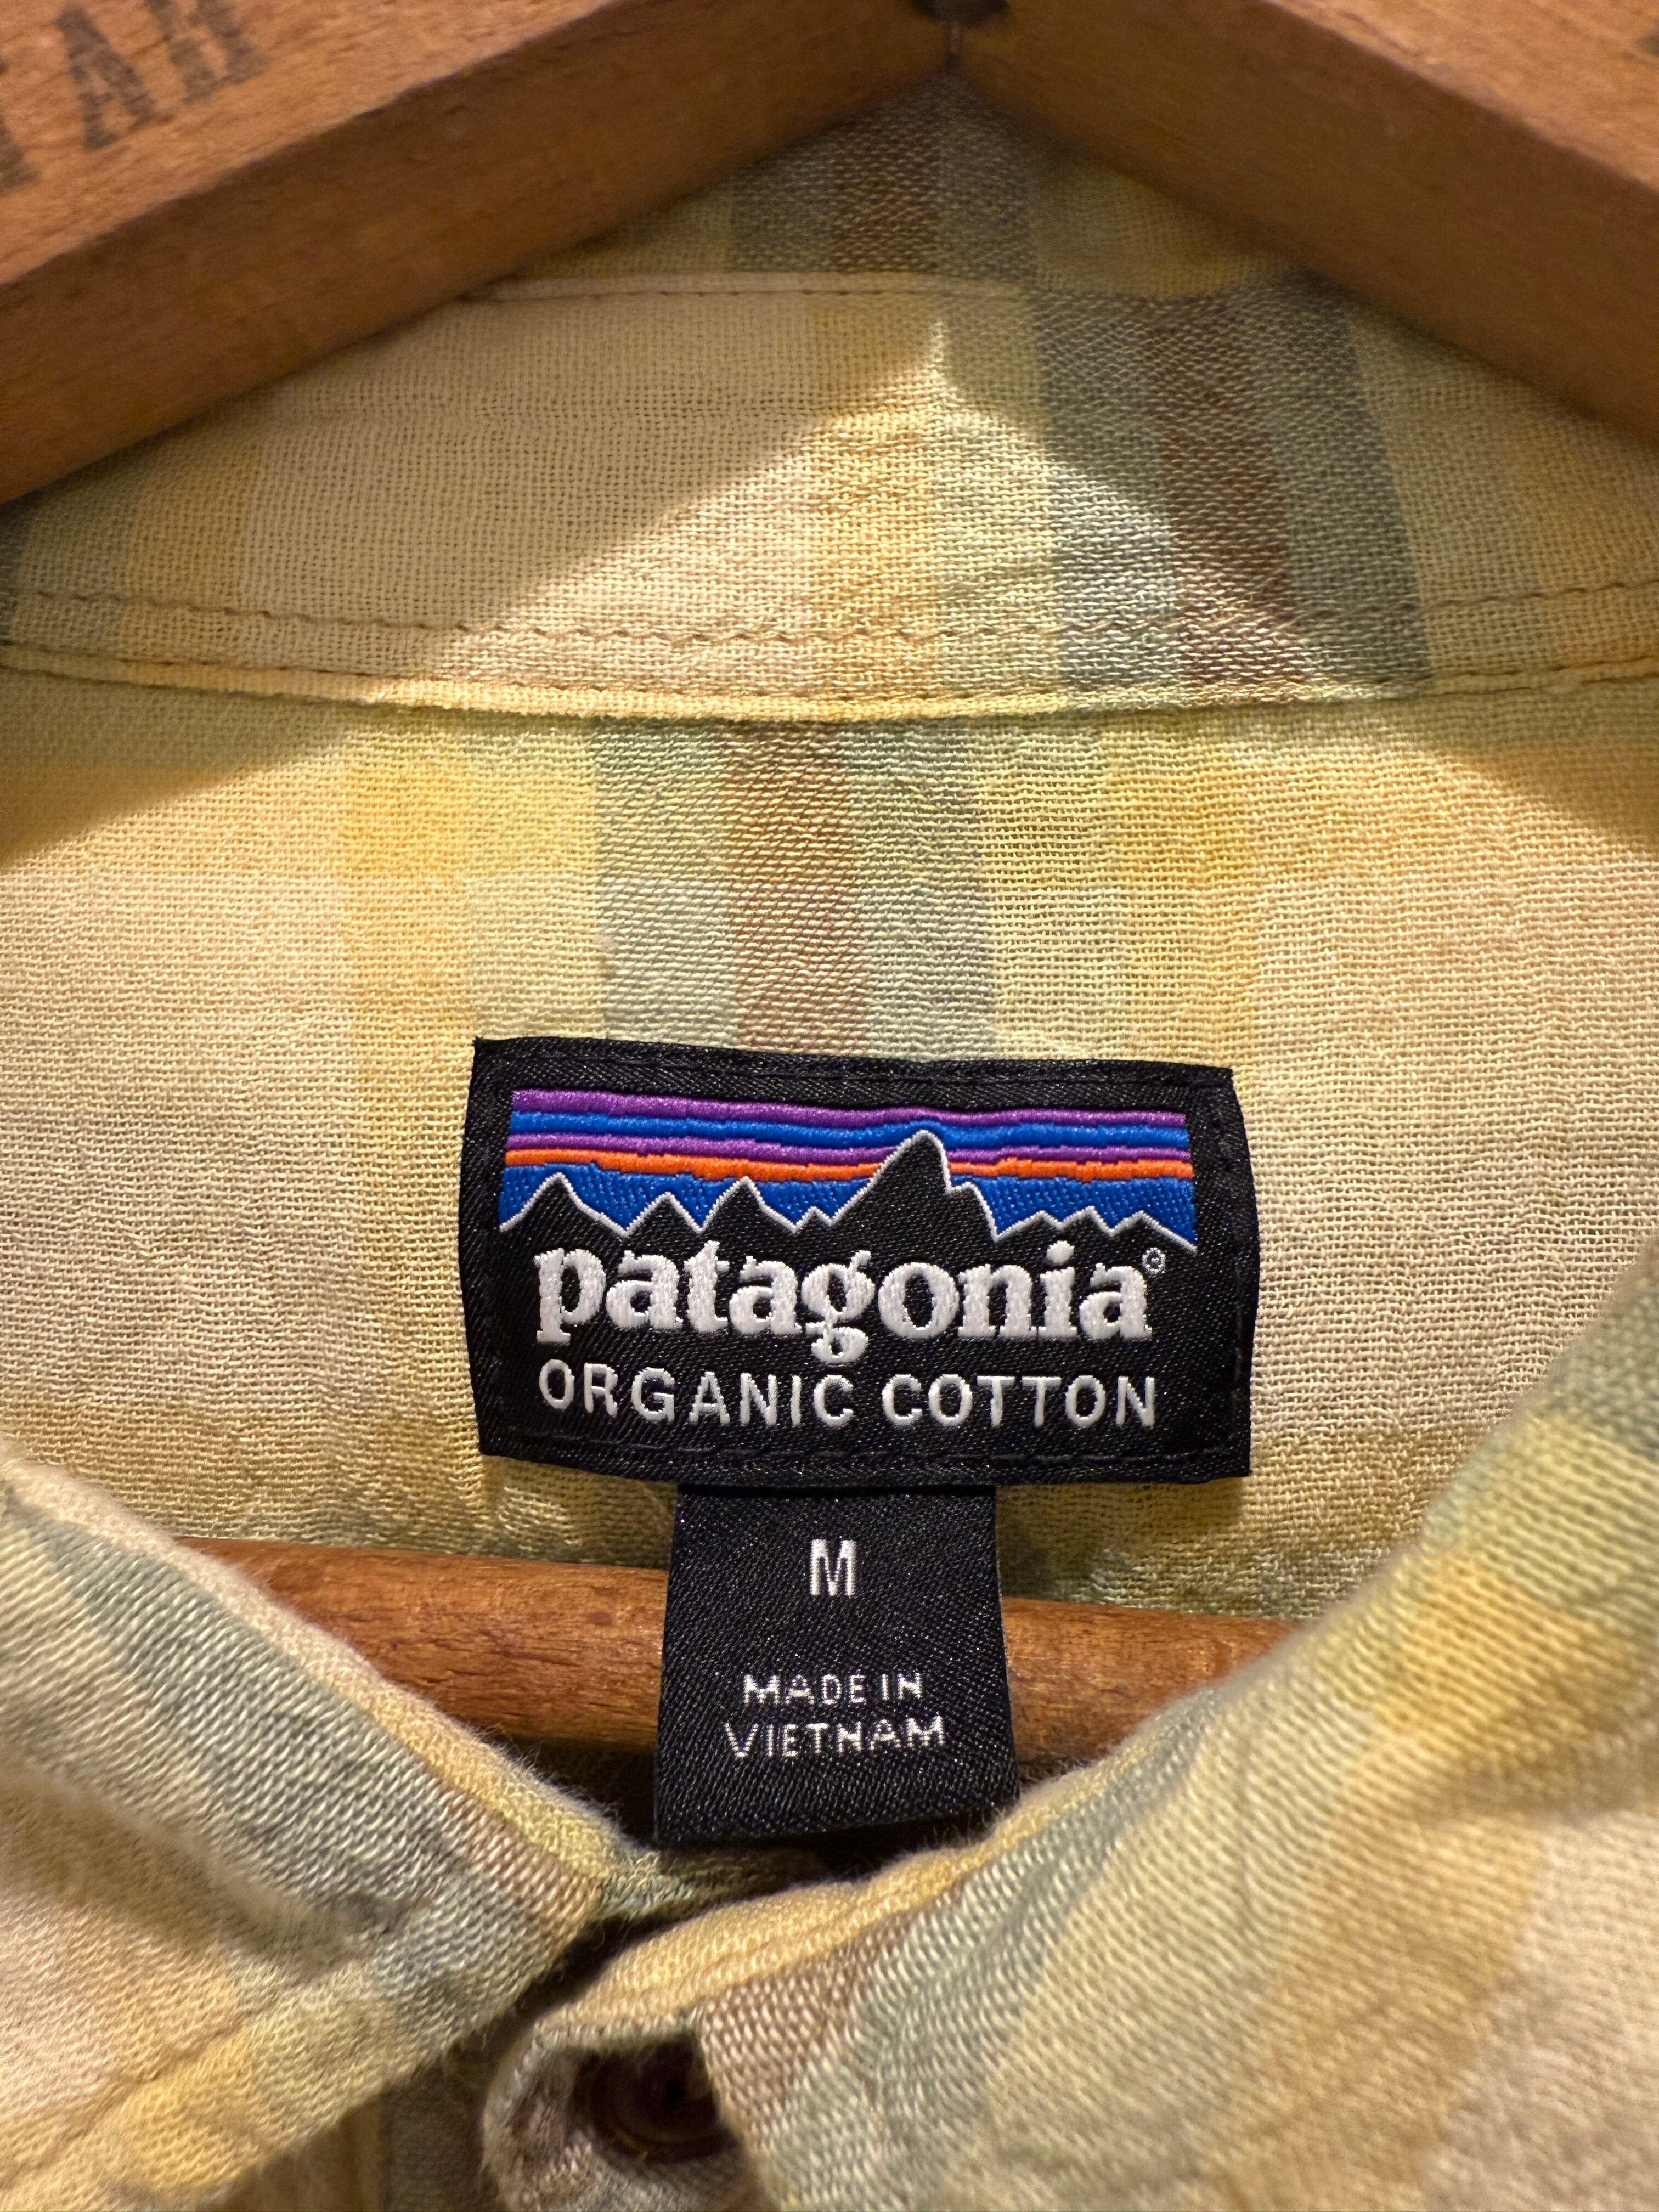 patagonia®
ORGANIC COTTON
M
MADE IN
VIETNAM